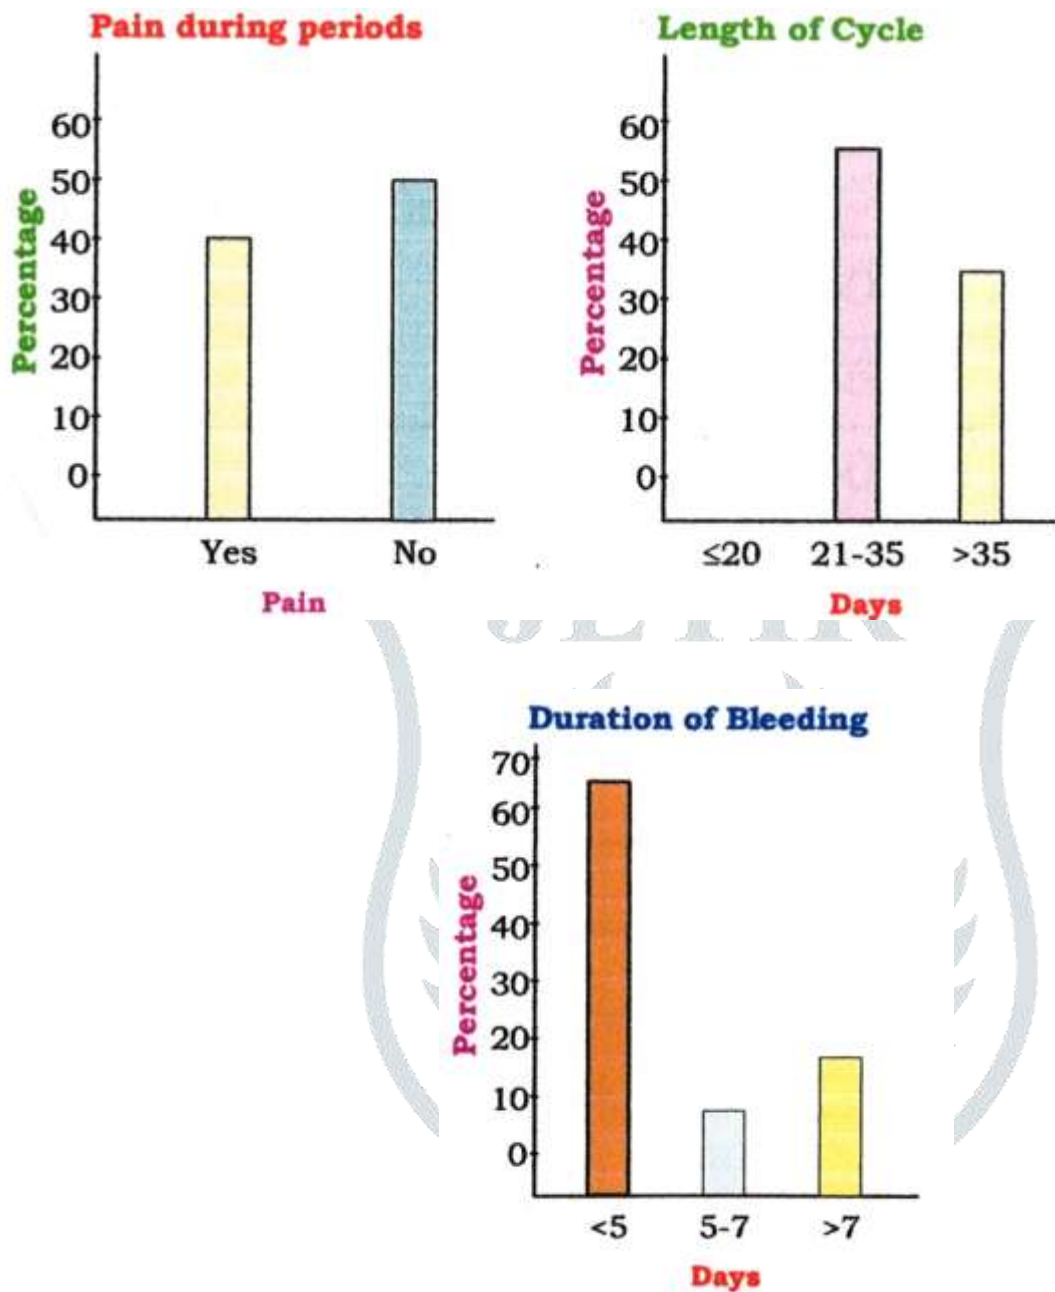 Pain during periods
Percentage
60
50
40
30
20
10
0
Yes No
Pain
Length of Cycle
Percentage
60
50
40
30
20
10
0
≤20 21-35 >35
Days
Duration of Bleeding
Percentage
70
60
50
40
30
20
10
0
<5 5-7 >7
Days